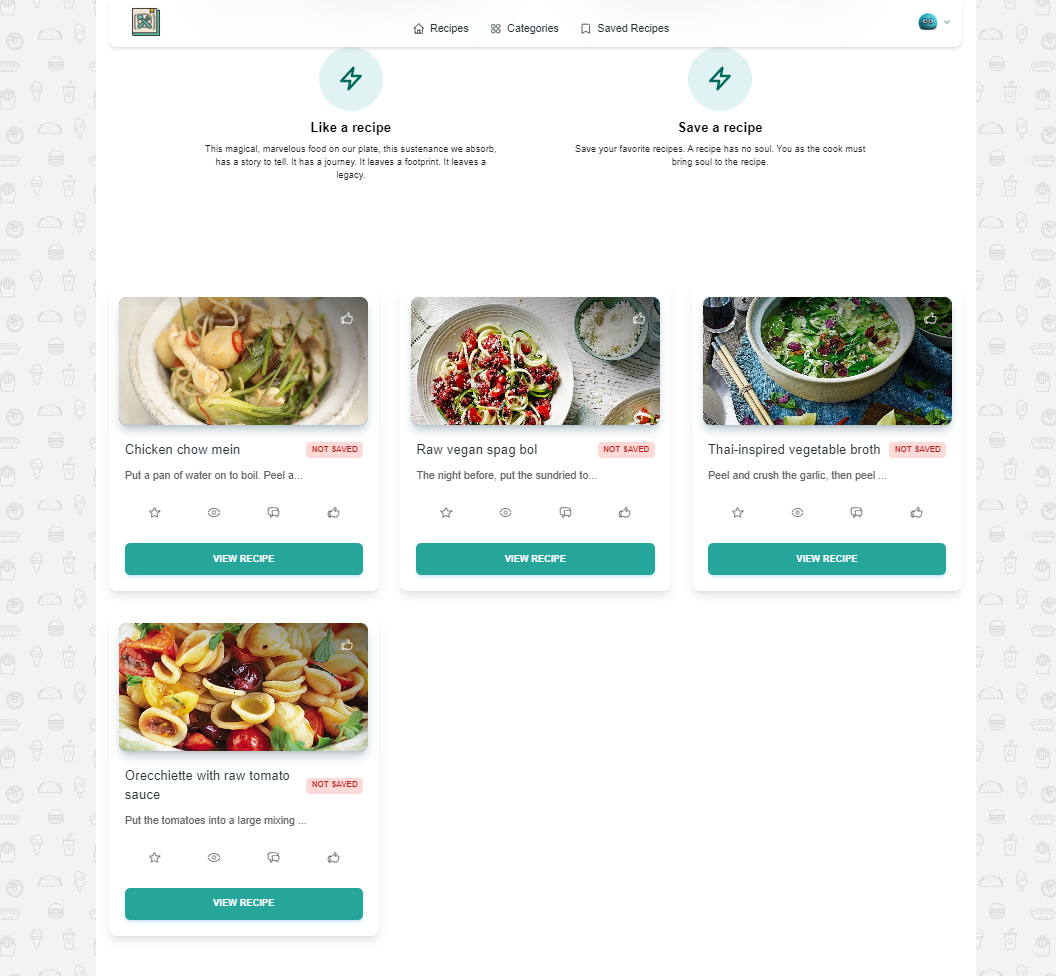 Recipes
Categories
Saved Recipes
Like a recipe
This magical, marvelous food on our plate, this sustenance we absorb,
has a story to tell. It has a journey. It leaves a footprint. It leaves a
legacy.
Save a recipe
Save your favorite recipes. A recipe has no soul. You as the cook must
bring soul to the recipe.
Chicken chow mein
NOT SAVED
Put a pan of water on to boil. Peel a...
VIEW RECIPE
Raw vegan spag bol
NOT SAVED
The night before, put the sundried to...
VIEW RECIPE
Thai-inspired vegetable broth
NOT SAVED
Peel and crush the garlic, then peel ...
VIEW RECIPE
Orecchiette with raw tomato
sauce
NOT SAVED
Put the tomatoes into a large mixing ...
VIEW RECIPE